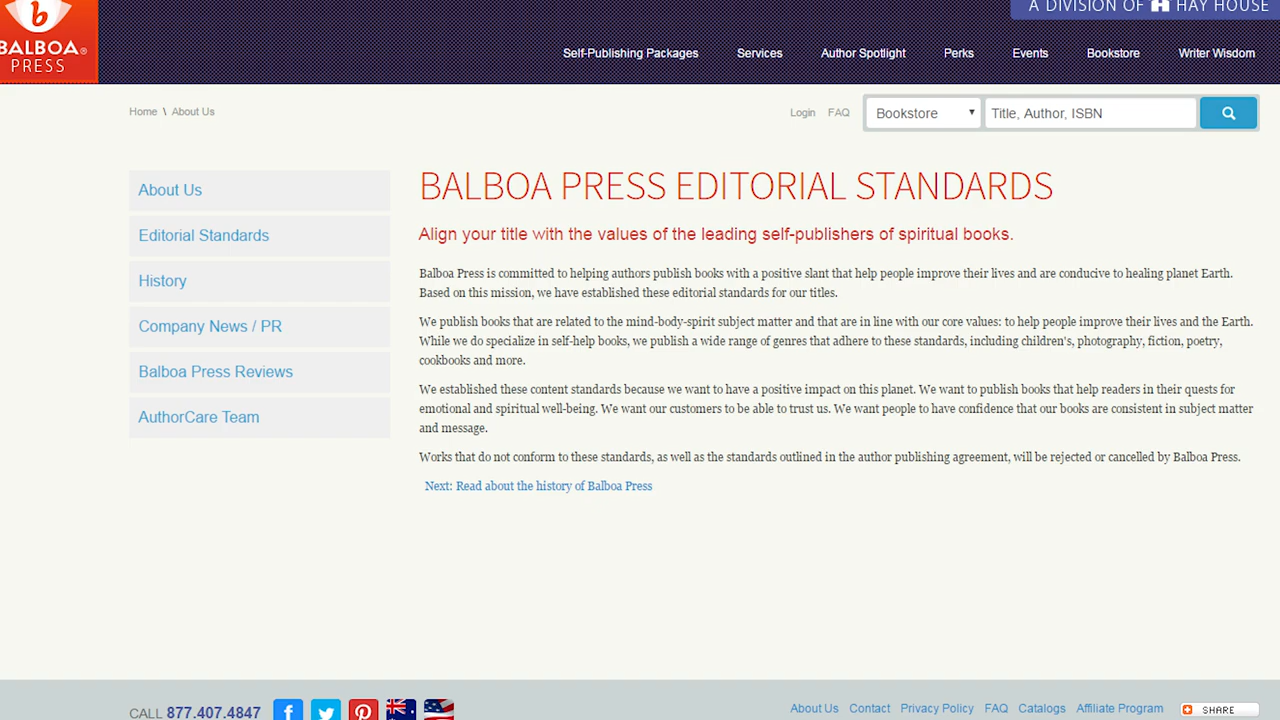 A DIVISION OF HAY HOUSE
BALBOA®
PRESS
Self-Publishing Packages Services Author Spotlight Perks Events Bookstore Writer Wisdom
Home \ About Us
Login FAQ Bookstore Title, Author, ISBN
About Us
Editorial Standards
History
Company News / PR
Balboa Press Reviews
AuthorCare Team
BALBOA PRESS EDITORIAL STANDARDS
Align your title with the values of the leading self-publishers of spiritual books.
Balboa Press is committed to helping authors publish books with a positive slant that help people improve their lives and are conducive to healing planet Earth.
Based on this mission, we have established these editorial standards for our titles.
We publish books that are related to the mind-body-spirit subject matter and that are in line with our core values: to help people improve their lives and the Earth.
While we do specialize in self-help books, we publish a wide range of genres that adhere to these standards, including children's, photography, fiction, poetry,
cookbooks and more.
We established these content standards because we want to have a positive impact on this planet. We want to publish books that help readers in their quests for
emotional and spiritual well-being. We want our customers to be able to trust us. We want people to have confidence that our books are consistent in subject matter
and message.
Works that do not conform to these standards, as well as the standards outlined in the author publishing agreement, will be rejected or cancelled by Balboa Press.
Next: Read about the history of Balboa Press
CALL 877.407.4847
About Us Contact Privacy Policy FAQ Catalogs Affiliate Program SHARE